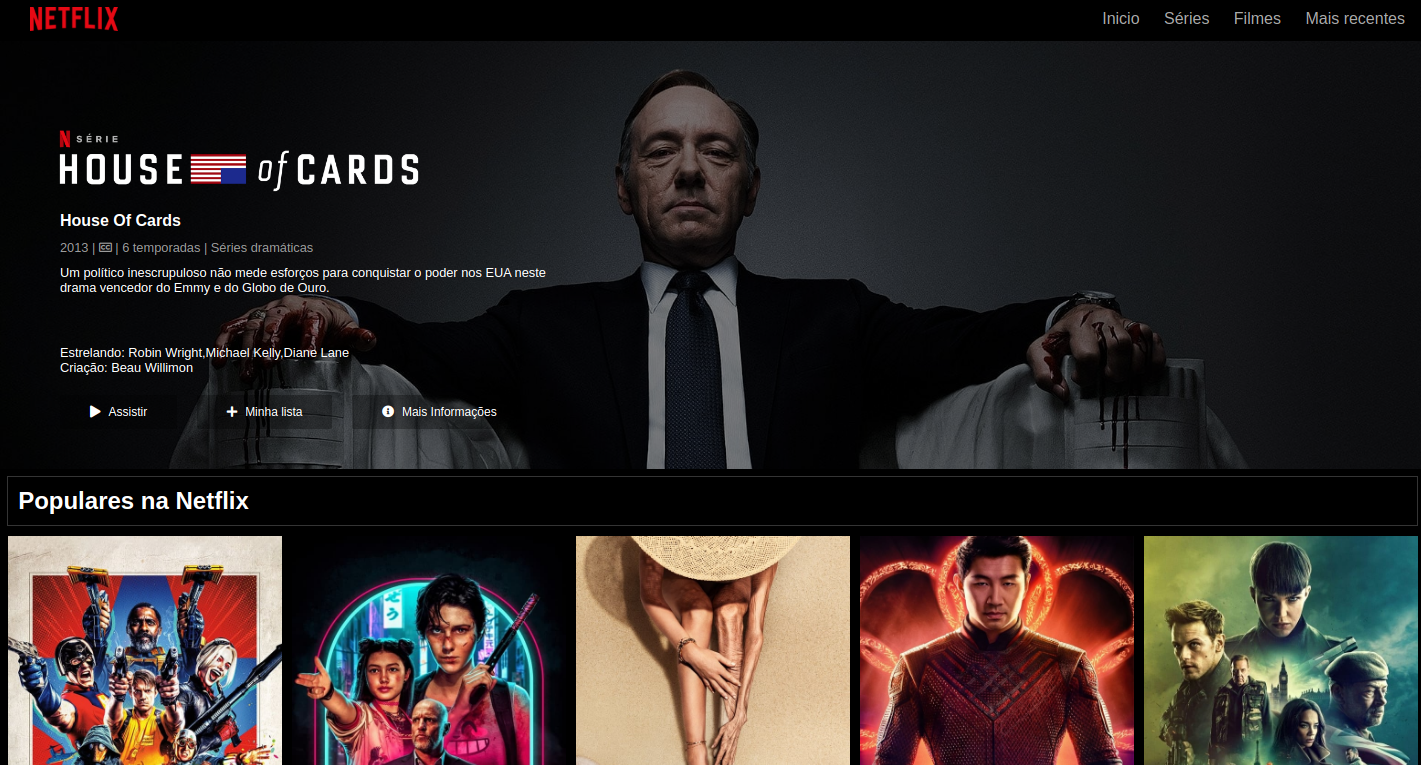 NETFLIX
Inicio Séries Filmes Mais recentes
N SÉRIE
HOUSE of CARDS
House Of Cards
2013 | CC | 6 temporadas | Séries dramáticas
Um político inescrupuloso não mede esforços para conquistar o poder nos EUA neste
drama vencedor do Emmy e do Globo de Ouro.
Estrelando: Robin Wright,Michael Kelly,Diane Lane
Criação: Beau Willimon
Assistir Minha lista Mais Informações
Populares na Netflix